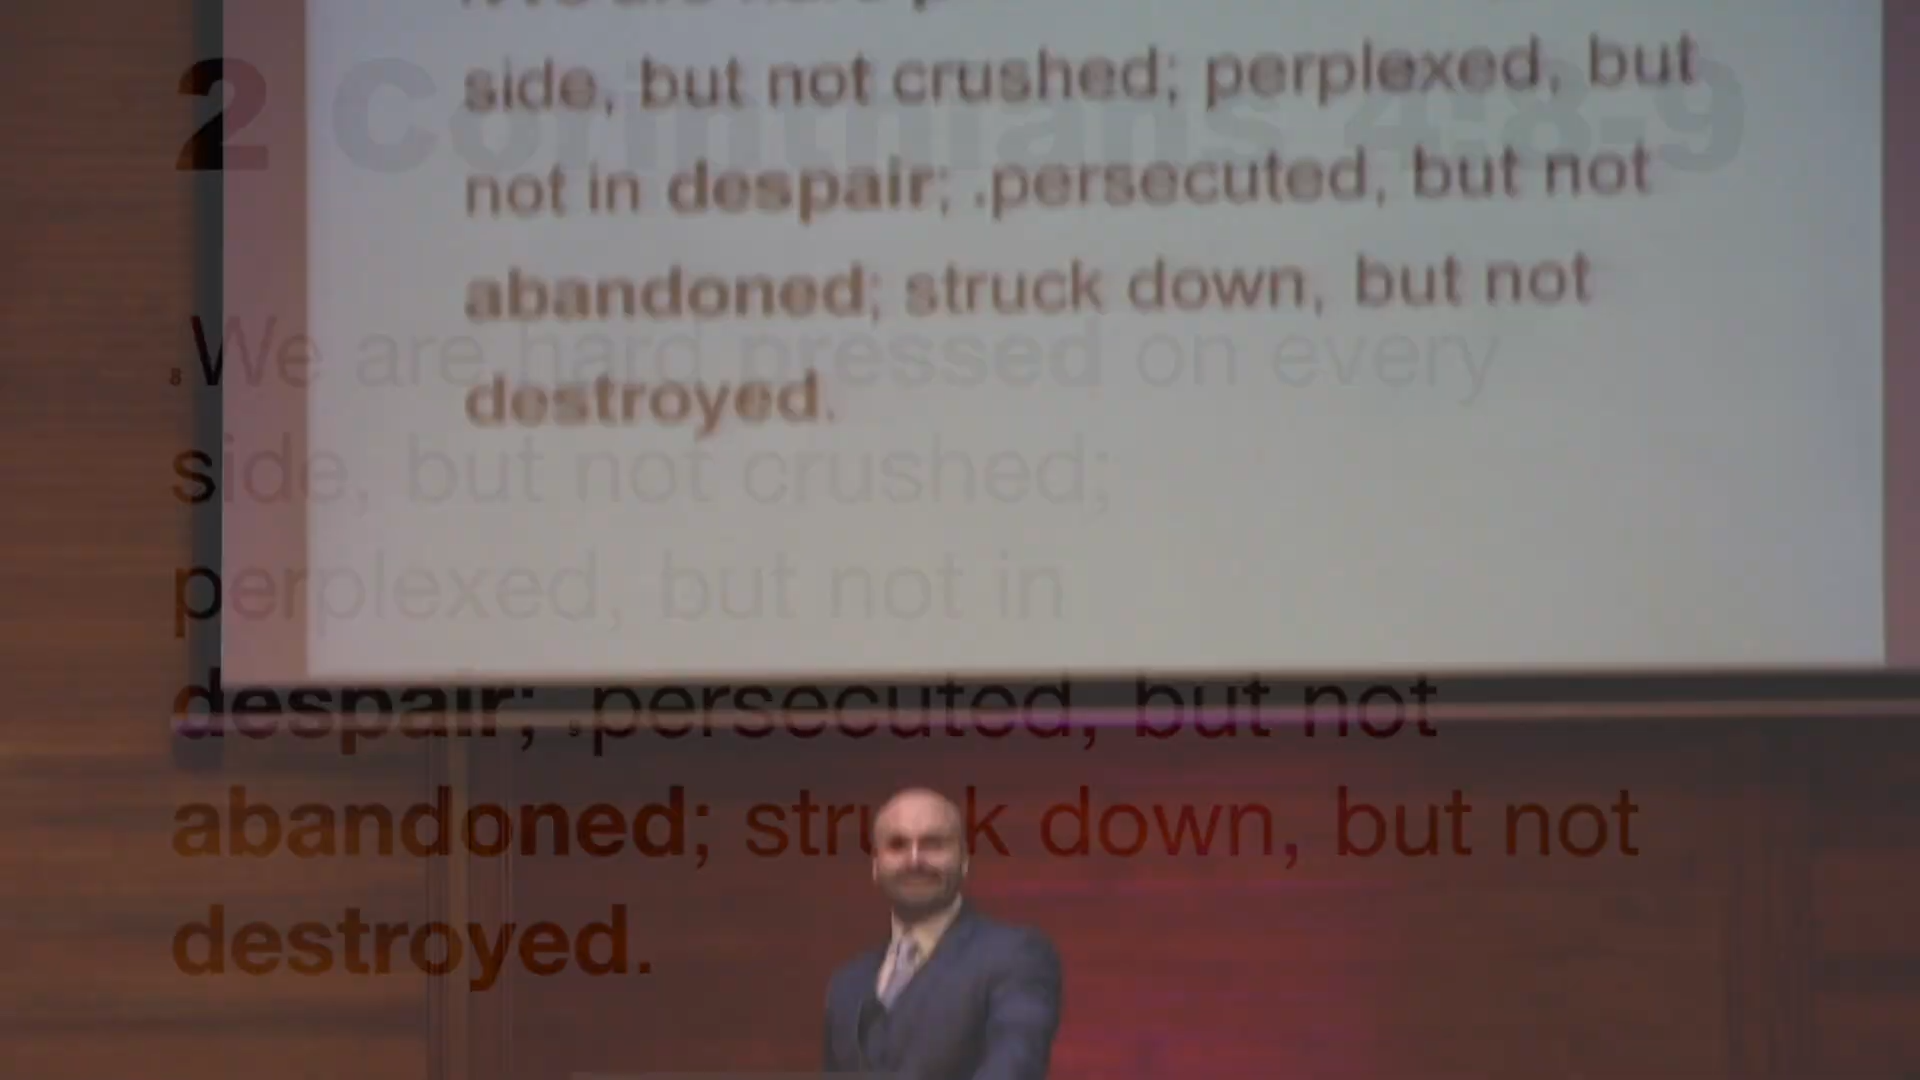 side, but not crushed; perplexed, but
not in despair; .persecuted, but not
abandoned; struck down, but not
destroyed.
2 Corinthians 4:8-9
8 We are hard pressed on every
side, but not crushed;
perplexed, but not in
despair; 9 persecuted, but not
abandoned; struck down, but not
destroyed.